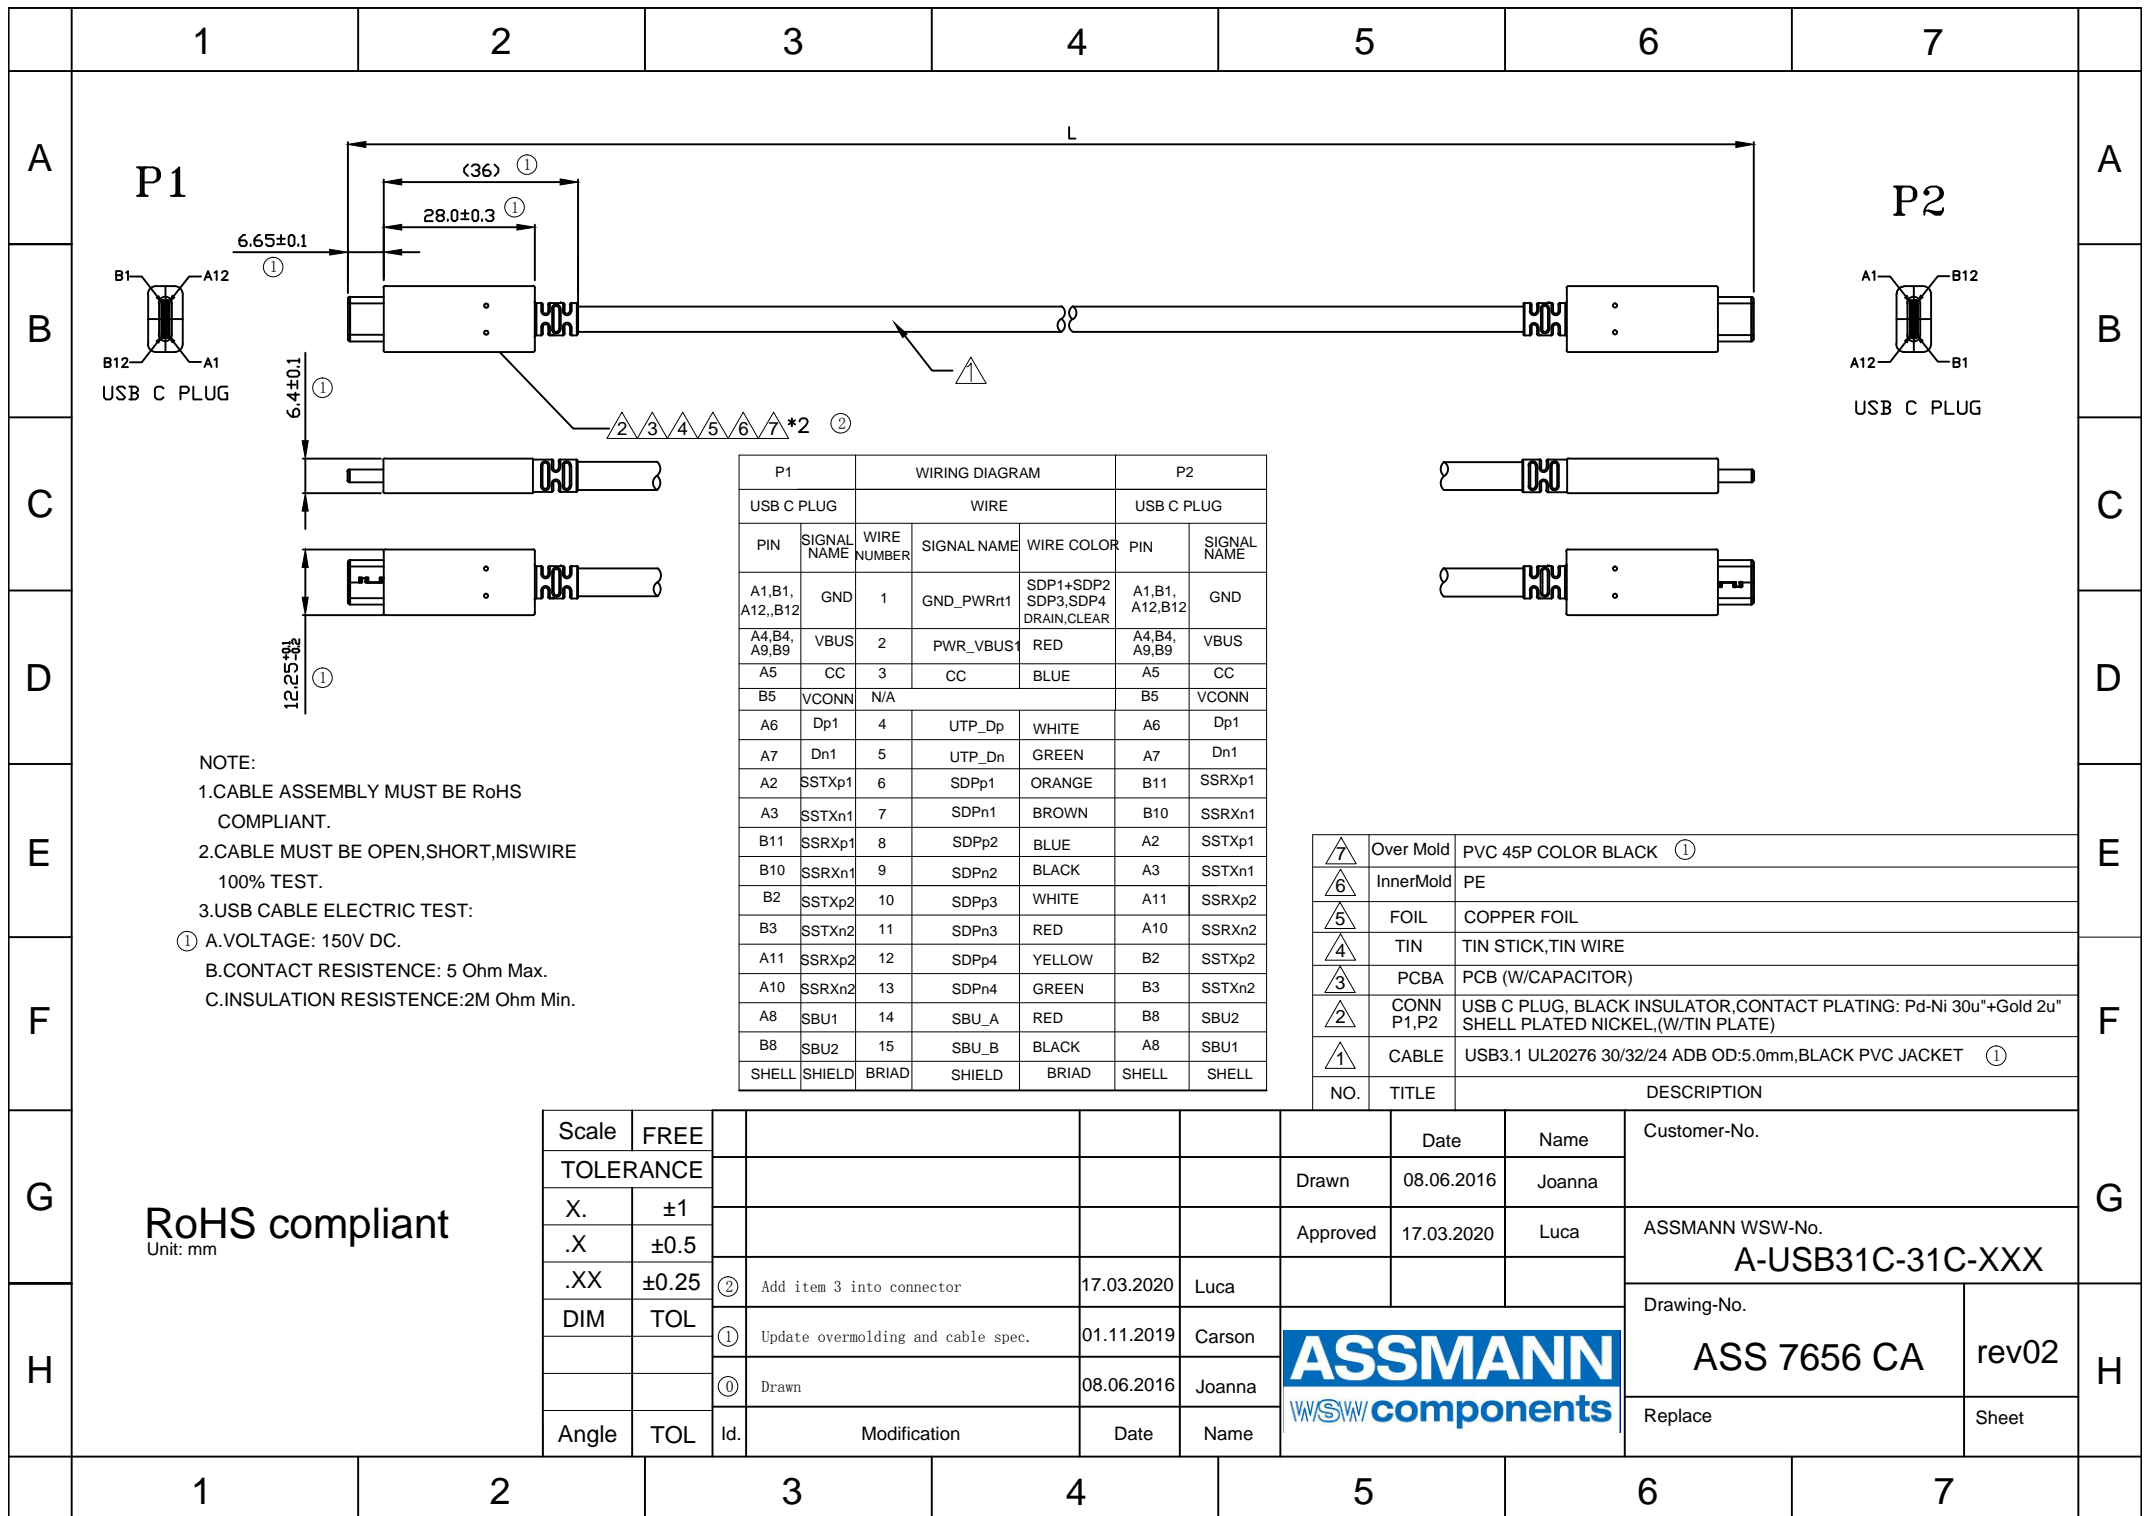 1 2 3 4 5 6 7
A A
B B
C C
D D
E E
F F
G G
H H
L
(36) ①
28.0±0.3 ①
6.65±0.1
①
P1
B1 A12
B12 A1
USB C PLUG
P2
A1 B12
A12 B1
USB C PLUG
6.4±0.1 ①
1
2 3 4 5 6 7 *2 ②
12.25+0.1 -0.2 ①
P1 WIRING DIAGRAM P2
USB C PLUG WIRE USB C PLUG
PIN SIGNAL NAME WIRE NUMBER SIGNAL NAME WIRE COLOR PIN SIGNAL NAME
A1,B1, A12,,B12 GND 1 GND_PWRrt1 SDP1+SDP2 SDP3,SDP4 DRAIN,CLEAR A1,B1, A12,B12 GND
A4,B4, A9,B9 VBUS 2 PWR_VBUS1 RED A4,B4, A9,B9 VBUS
A5 CC 3 CC BLUE A5 CC
B5 VCONN N/A B5 VCONN
A6 Dp1 4 UTP_Dp WHITE A6 Dp1
A7 Dn1 5 UTP_Dn GREEN A7 Dn1
A2 SSTXp1 6 SDPp1 ORANGE B11 SSRXp1
A3 SSTXn1 7 SDPn1 BROWN B10 SSRXn1
B11 SSRXp1 8 SDPp2 BLUE A2 SSTXp1
B10 SSRXn1 9 SDPn2 BLACK A3 SSTXn1
B2 SSTXp2 10 SDPp3 WHITE A11 SSRXp2
B3 SSTXn2 11 SDPn3 RED A10 SSRXn2
A11 SSRXp2 12 SDPp4 YELLOW B2 SSTXp2
A10 SSRXn2 13 SDPn4 GREEN B3 SSTXn2
A8 SBU1 14 SBU_A RED B8 SBU2
B8 SBU2 15 SBU_B BLACK A8 SBU1
SHELL SHIELD BRIAD SHIELD BRIAD SHELL SHELL
NOTE:
1.CABLE ASSEMBLY MUST BE RoHS
COMPLIANT.
2.CABLE MUST BE OPEN,SHORT,MISWIRE
100% TEST.
3.USB CABLE ELECTRIC TEST:
① A.VOLTAGE: 150V DC.
B.CONTACT RESISTENCE: 5 Ohm Max.
C.INSULATION RESISTENCE:2M Ohm Min.
7 Over Mold PVC 45P COLOR BLACK ①
6 InnerMold PE
5 FOIL COPPER FOIL
4 TIN TIN STICK,TIN WIRE
3 PCBA PCB (W/CAPACITOR)
2 CONN P1,P2 USB C PLUG, BLACK INSULATOR,CONTACT PLATING: Pd-Ni 30u"+Gold 2u"
SHELL PLATED NICKEL,(W/TIN PLATE)
1 CABLE USB3.1 UL20276 30/32/24 ADB OD:5.0mm,BLACK PVC JACKET ①
NO. TITLE DESCRIPTION
RoHS compliant
Unit: mm
Scale FREE
TOLERANCE
X. ±1
.X ±0.5
.XX ±0.25
DIM TOL
Angle TOL
② Add item 3 into connector 17.03.2020 Luca
① Update overmolding and cable spec. 01.11.2019 Carson
⓪ Drawn 08.06.2016 Joanna
Id. Modification Date Name
Date Name
Drawn 08.06.2016 Joanna
Approved 17.03.2020 Luca
ASSMANN
WSW components
Customer-No.
ASSMANN WSW-No.
A-USB31C-31C-XXX
Drawing-No.
ASS 7656 CA rev02
Replace Sheet
1 2 3 4 5 6 7